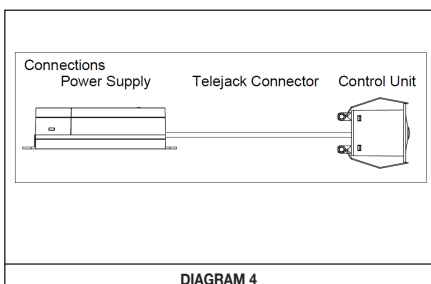 Connections
Power Supply Telejack Connector Control Unit
DIAGRAM 4